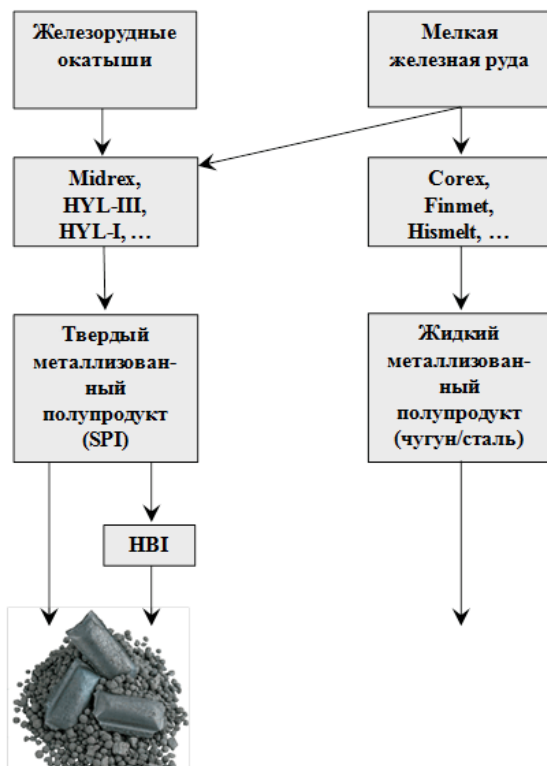 Железорудные
окатыши
Мелкая
железная руда
Midrex,
HYL-III,
HYL-I, …
Corex,
Finmet,
Hismelt, …
Твердый
металлизован-
ный
полупродукт
(SPI)
Жидкий
металлизован-
ный
полупродукт
(чугун/сталь)
HBI